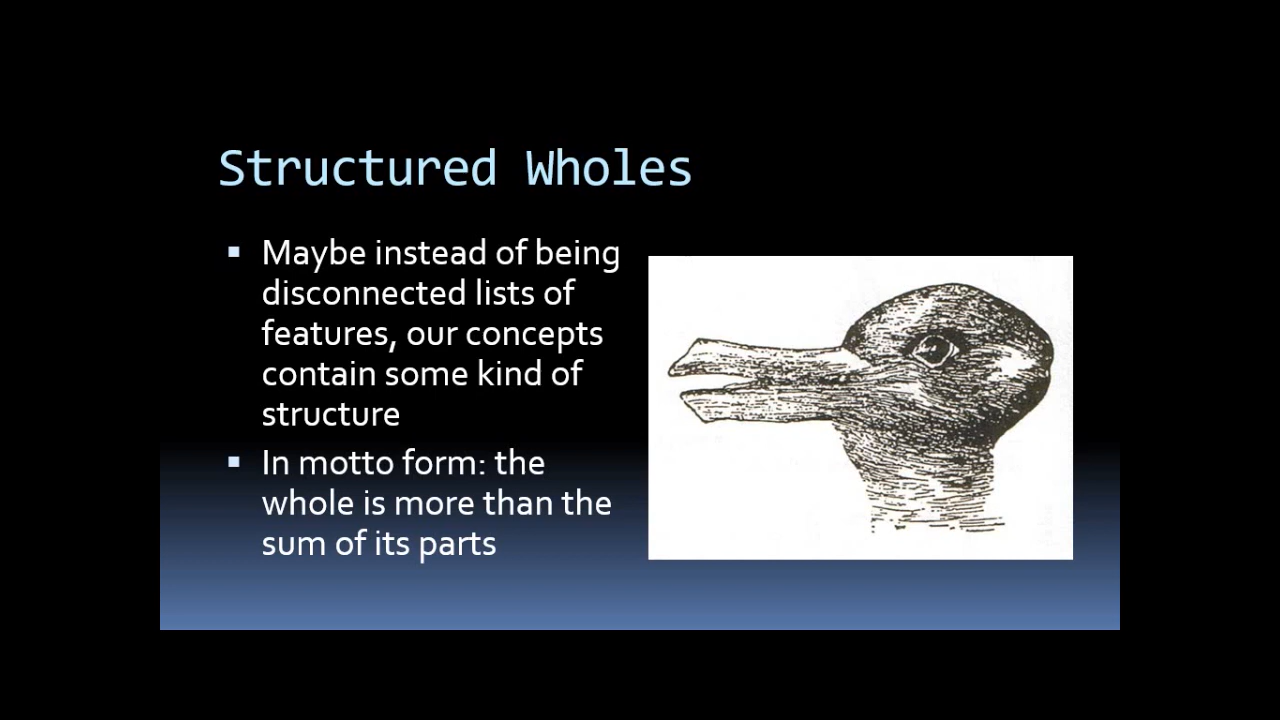 Structured Wholes
Maybe instead of being
disconnected lists of
features, our concepts
contain some kind of
structure
In motto form: the
whole is more than the
sum of its parts